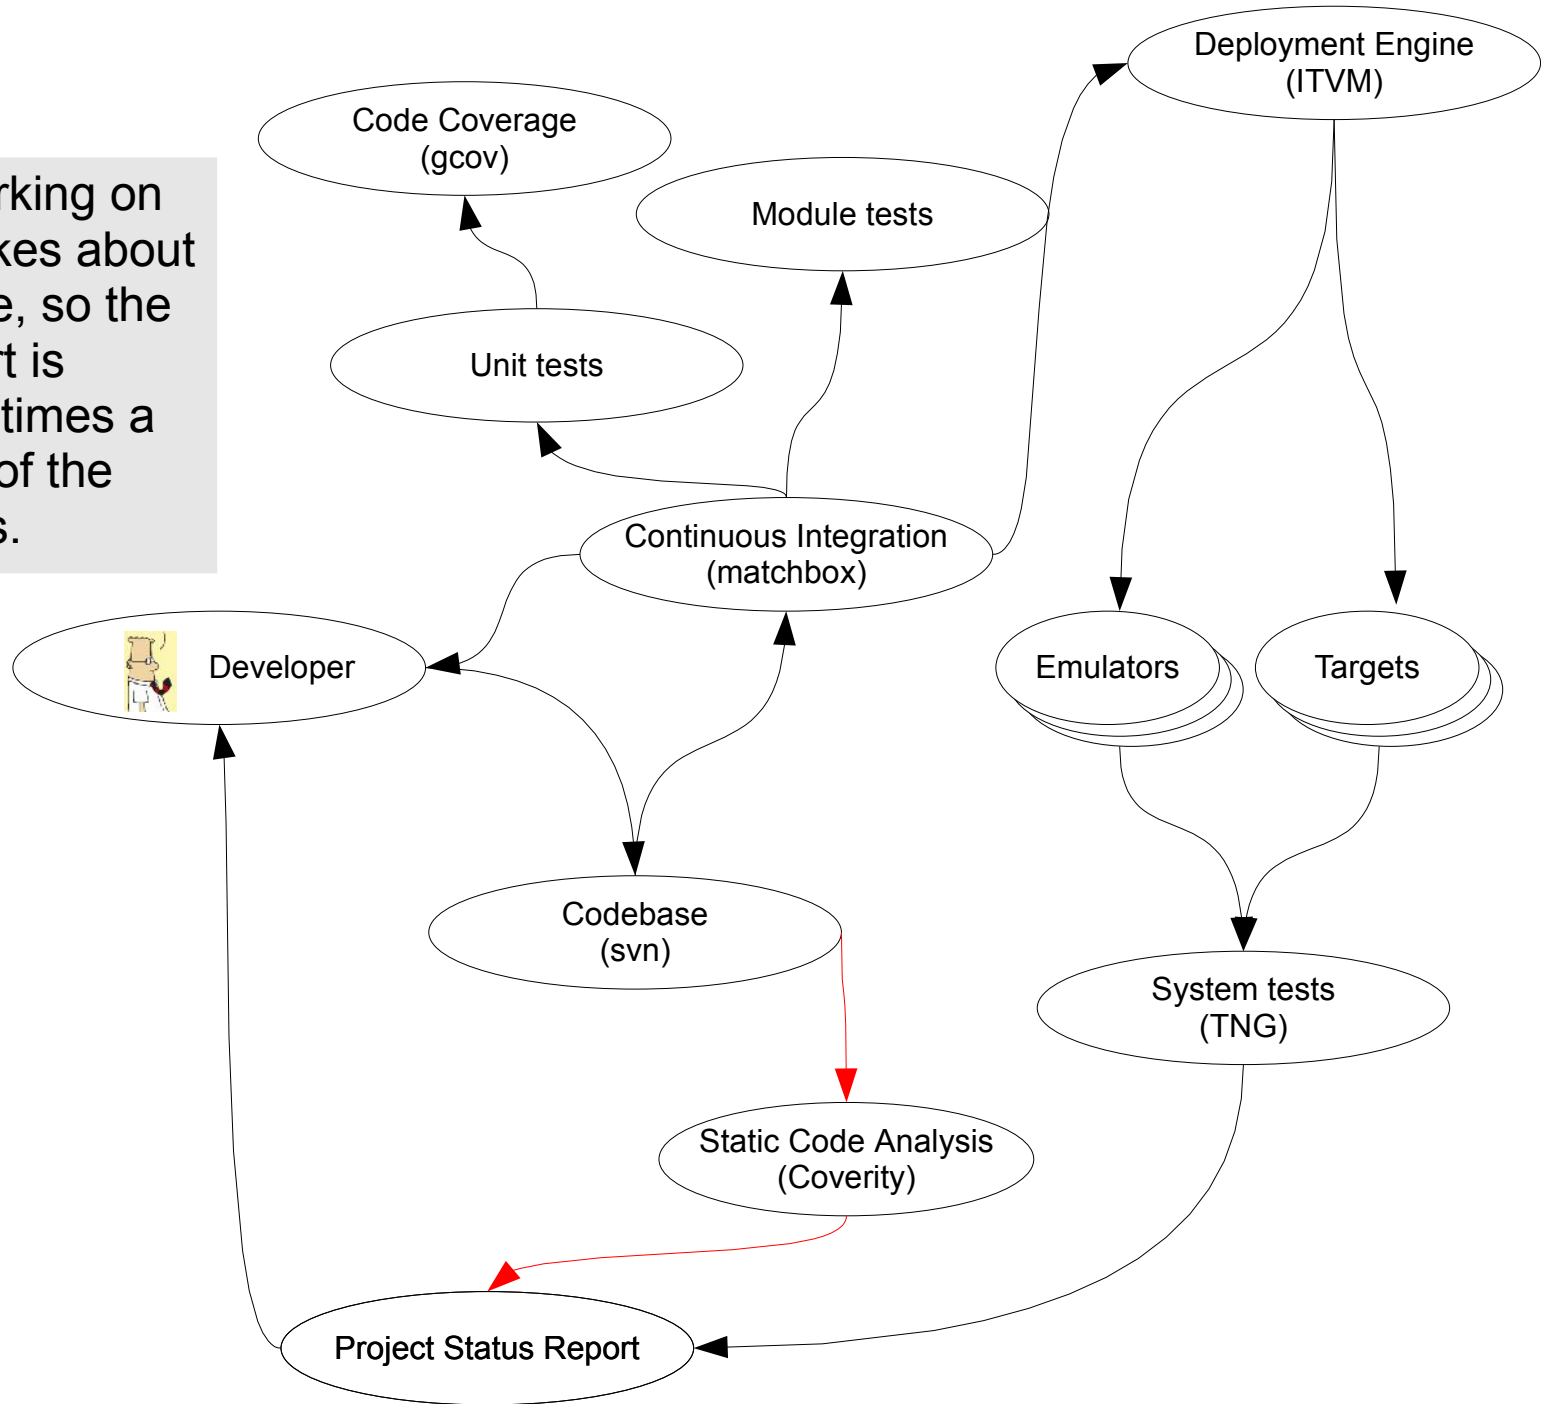 Deployment Engine
(ITVM)
Code Coverage
(gcov)
rking on
kes about
e, so the
rt is
times a
of the
s.
Module tests
Unit tests
Continuous Integration
(matchbox)
Developer
Emulators
Targets
Codebase
(svn)
System tests
(TNG)
Static Code Analysis
(Coverity)
Project Status Report